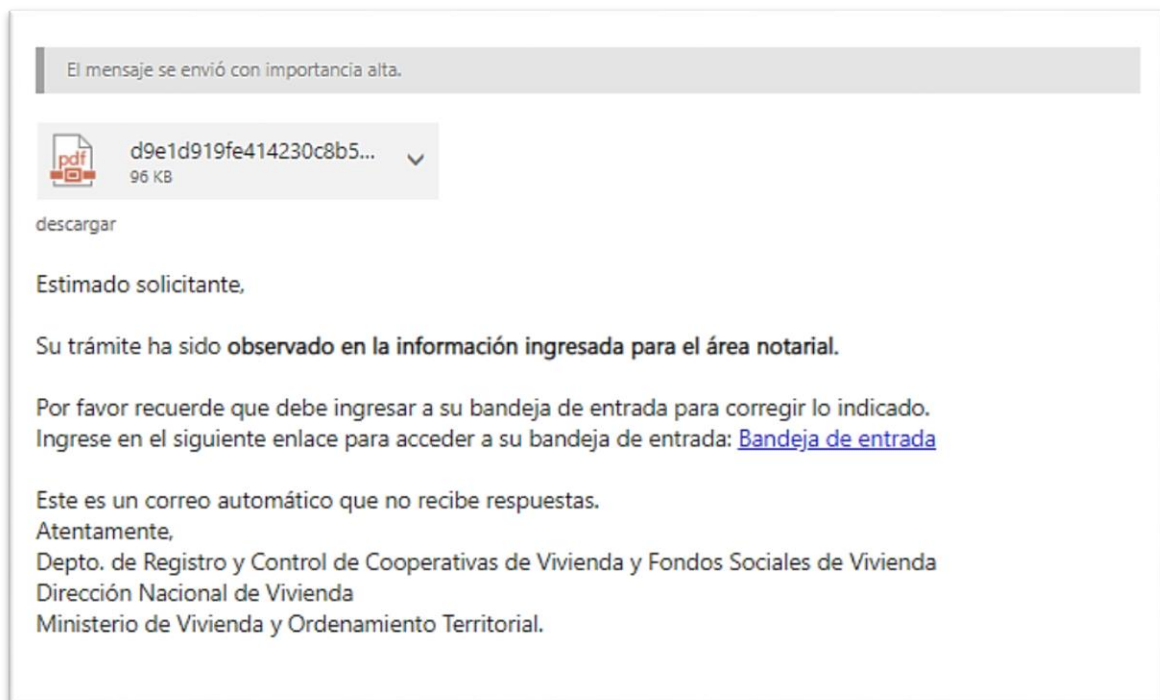 El mensaje se envió con importancia alta.
pdf
d9e1d919fe414230c8b5...
96 KB
descargar
Estimado solicitante,
Su trámite ha sido observado en la información ingresada para el área notarial.
Por favor recuerde que debe ingresar a su bandeja de entrada para corregir lo indicado.
Ingrese en el siguiente enlace para acceder a su bandeja de entrada: Bandeja de entrada
Este es un correo automático que no recibe respuestas.
Atentamente,
Depto. de Registro y Control de Cooperativas de Vivienda y Fondos Sociales de Vivienda
Dirección Nacional de Vivienda
Ministerio de Vivienda y Ordenamiento Territorial.